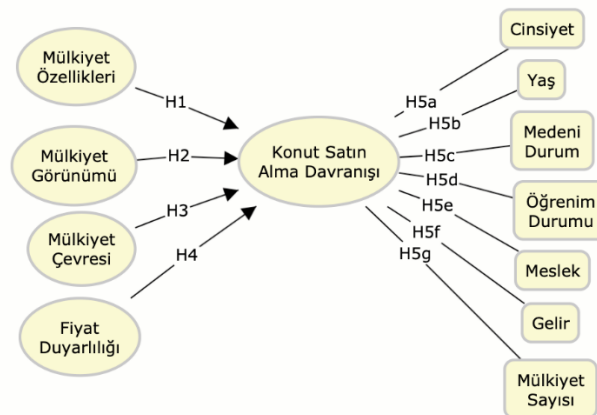 Mülkiyet
Özellikleri
H1
Mülkiyet
Görünümü
H2
Mülkiyet
Çevresi
H3
Fiyat
Duyarlılığı
H4
Konut Satın
Alma Davranışı
H5a
Cinsiyet
H5b
Yaş
H5c
Medeni
Durum
H5d
Öğrenim
Durumu
H5e
Meslek
H5f
Gelir
H5g
Mülkiyet
Sayısı